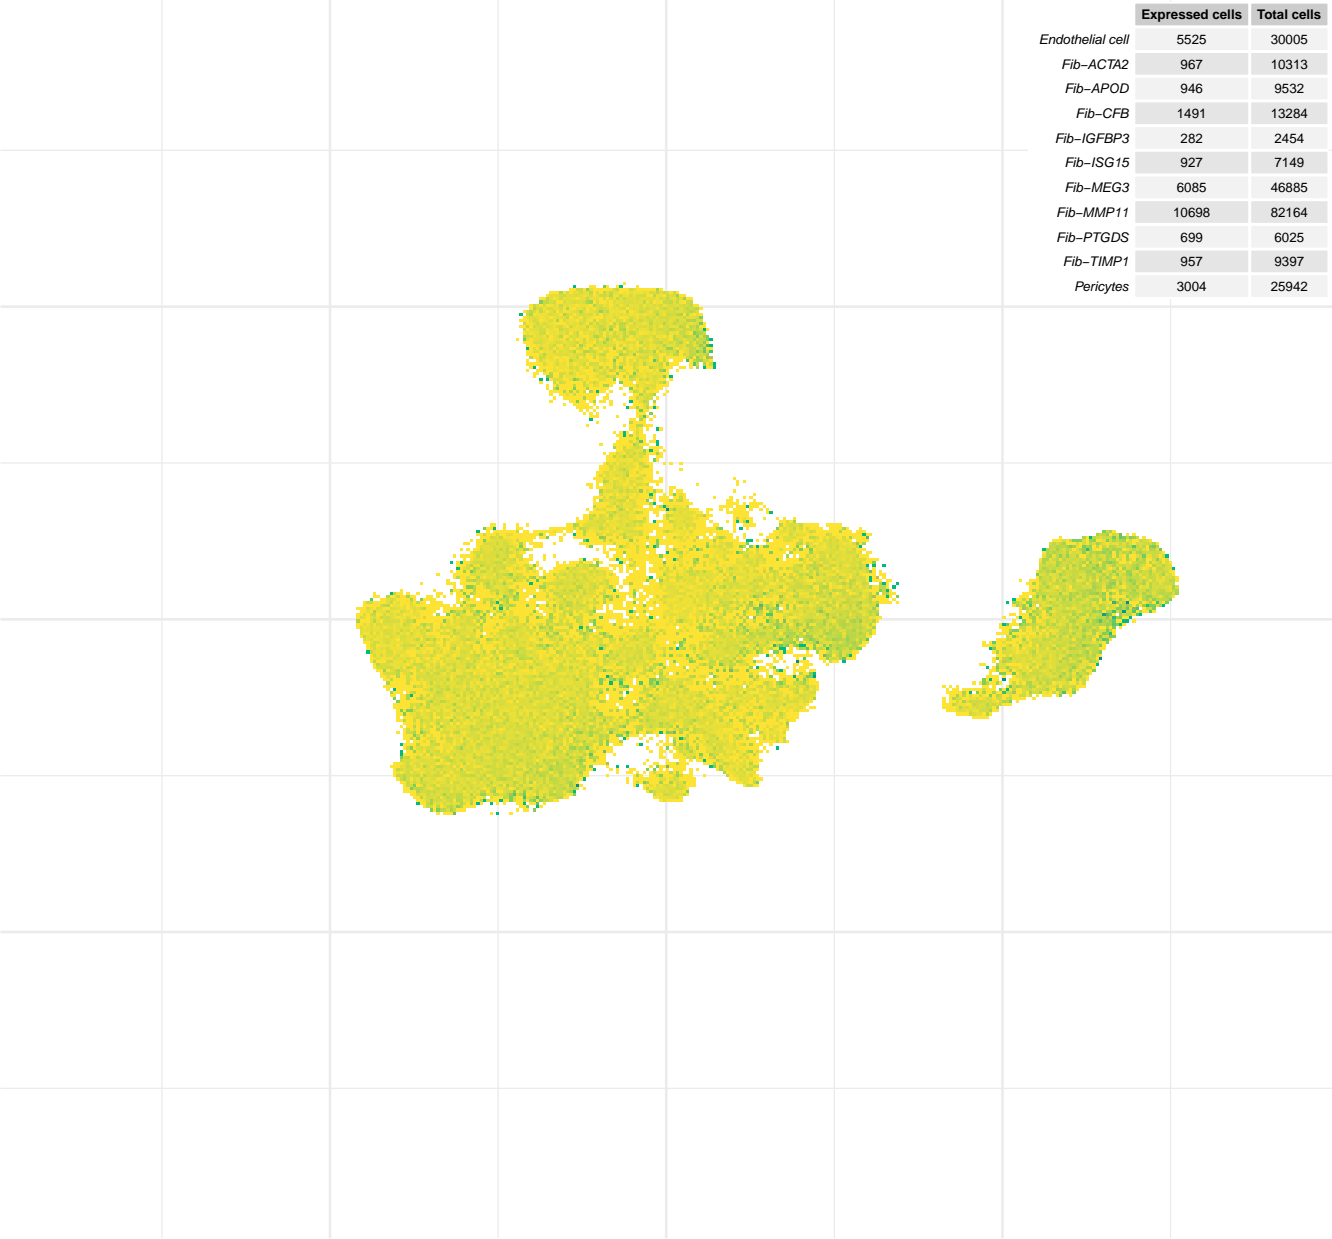 Expressed cells Total cells
Endothelial cell 5525 30005
Fib−ACTA2 967 10313
Fib−APOD 946 9532
Fib−CFB 1491 13284
Fib−IGFBP3 282 2454
Fib−ISG15 927 7149
Fib−MEG3 6085 46885
Fib−MMP11 10698 82164
Fib−PTGDS 699 6025
Fib−TIMP1 957 9397
Pericytes 3004 25942